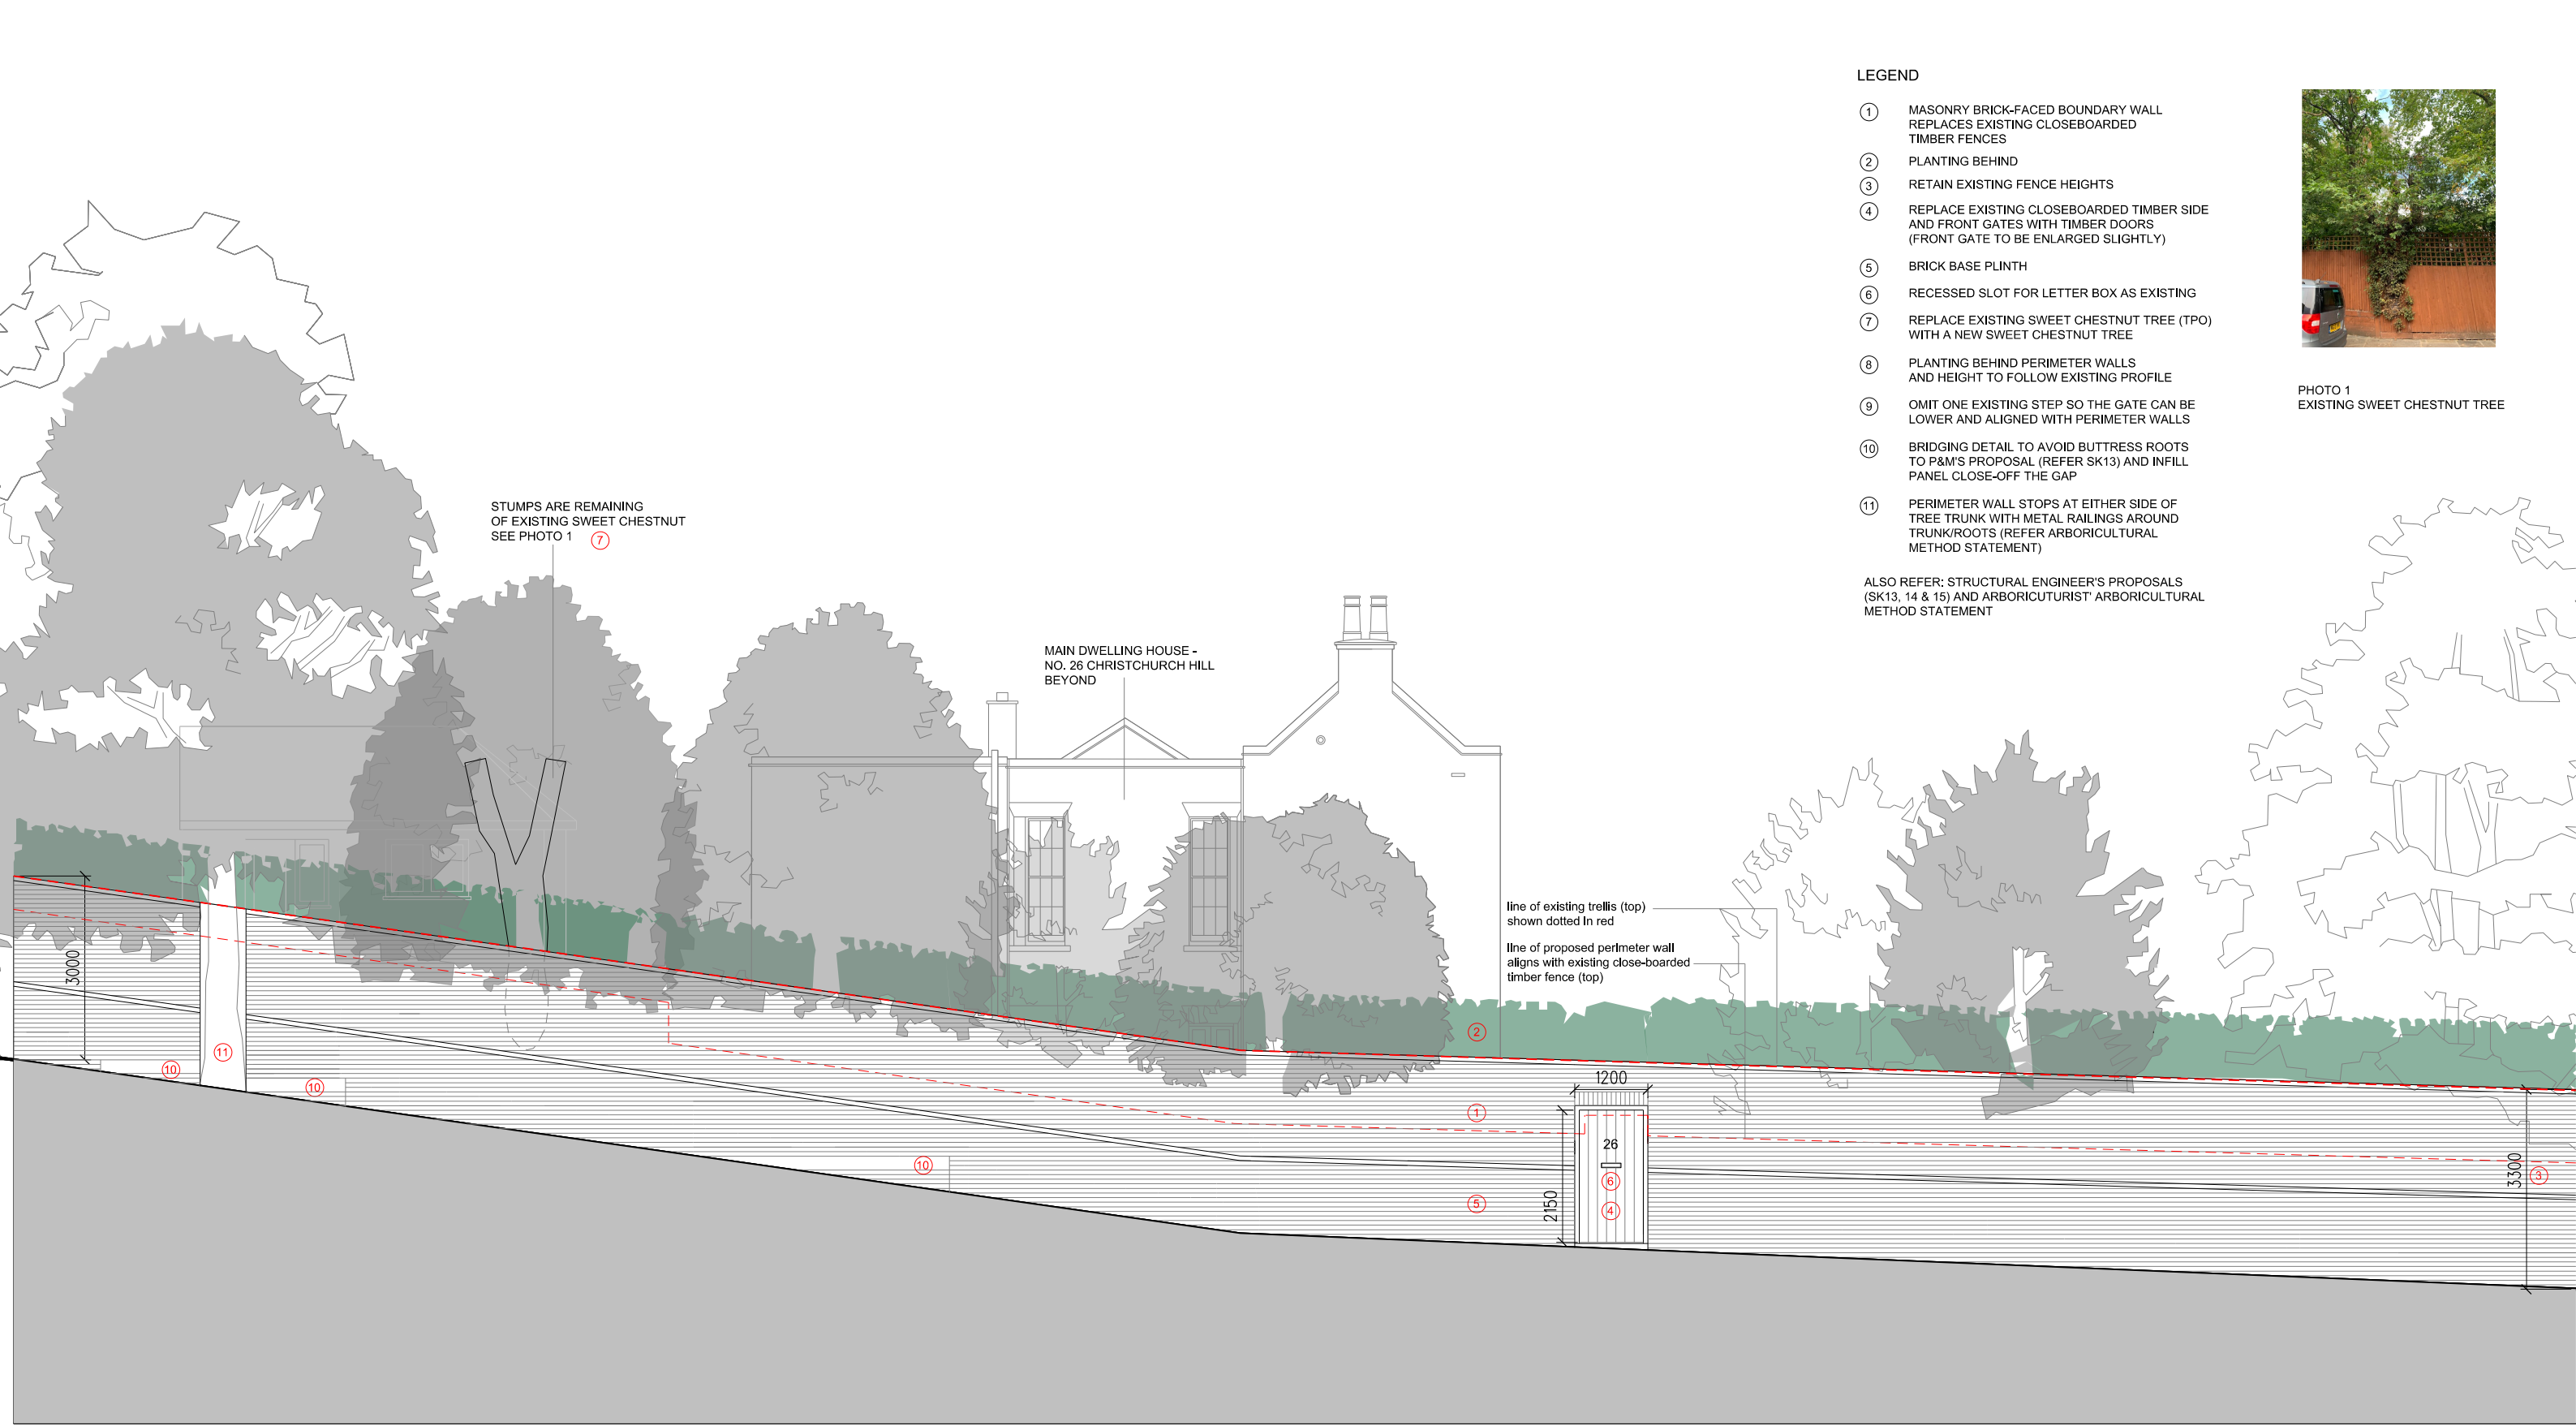 LEGEND
1 MASONRY BRICK-FACED BOUNDARY WALL
REPLACES EXISTING CLOSEBOARDED
TIMBER FENCES
2 PLANTING BEHIND
3 RETAIN EXISTING FENCE HEIGHTS
4 REPLACE EXISTING CLOSEBOARDED TIMBER SIDE
AND FRONT GATES WITH TIMBER DOORS
(FRONT GATE TO BE ENLARGED SLIGHTLY)
5 BRICK BASE PLINTH
6 RECESSED SLOT FOR LETTER BOX AS EXISTING
7 REPLACE EXISTING SWEET CHESTNUT TREE (TPO)
WITH A NEW SWEET CHESTNUT TREE
8 PLANTING BEHIND PERIMETER WALLS
AND HEIGHT TO FOLLOW EXISTING PROFILE
9 OMIT ONE EXISTING STEP SO THE GATE CAN BE
LOWER AND ALIGNED WITH PERIMETER WALLS
10 BRIDGING DETAIL TO AVOID BUTTRESS ROOTS
TO P&M'S PROPOSAL (REFER SK13) AND INFILL
PANEL CLOSE-OFF THE GAP
11 PERIMETER WALL STOPS AT EITHER SIDE OF
TREE TRUNK WITH METAL RAILINGS AROUND
TRUNK/ROOTS (REFER ARBORICULTURAL
METHOD STATEMENT)
ALSO REFER; STRUCTURAL ENGINEER'S PROPOSALS
(SK13, 14 & 15) AND ARBORICUTURIST' ARBORICULTURAL
METHOD STATEMENT
PHOTO 1
EXISTING SWEET CHESTNUT TREE
STUMPS ARE REMAINING
OF EXISTING SWEET CHESTNUT
SEE PHOTO 1 7
MAIN DWELLING HOUSE -
NO. 26 CHRISTCHURCH HILL
BEYOND
line of existing trellis (top)
shown dotted in red
line of proposed perimeter wall
aligns with existing close-boarded
timber fence (top)
3000
10
11
10
10
2
1
5
1200
2150
26
6
4
3300
3